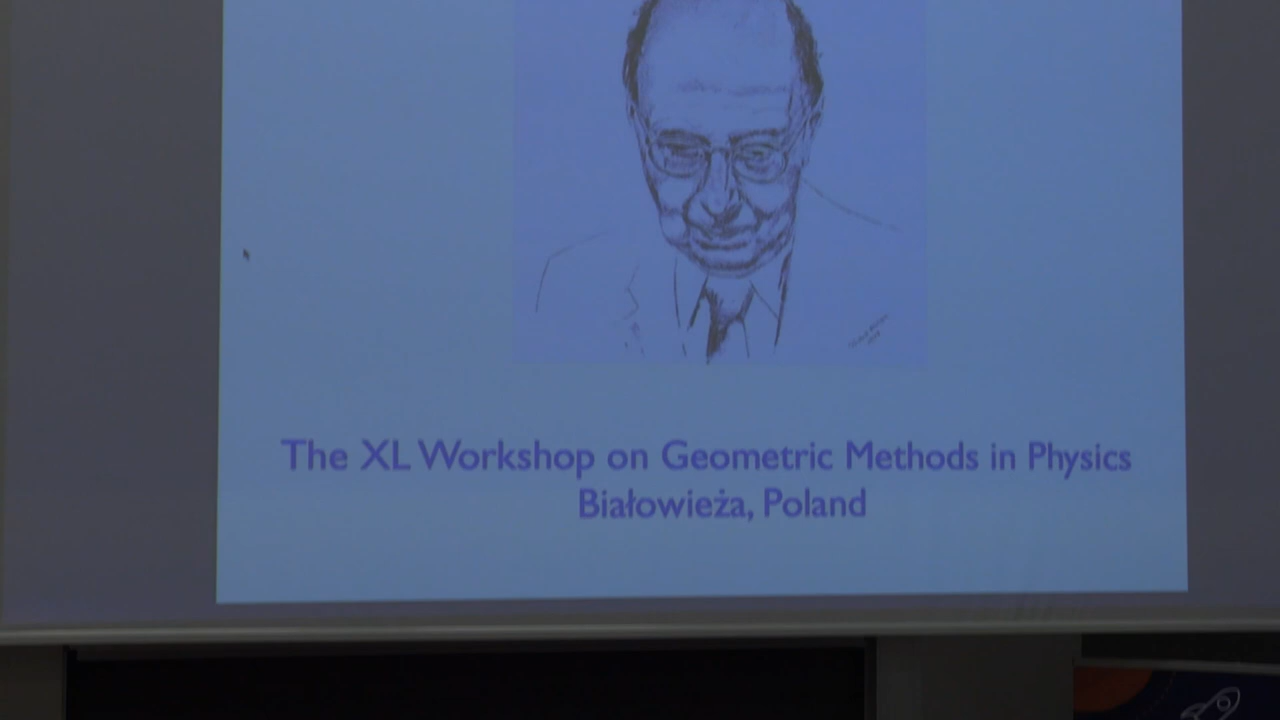 The XL Workshop on Geometric Methods in Physics
Białowieża, Poland